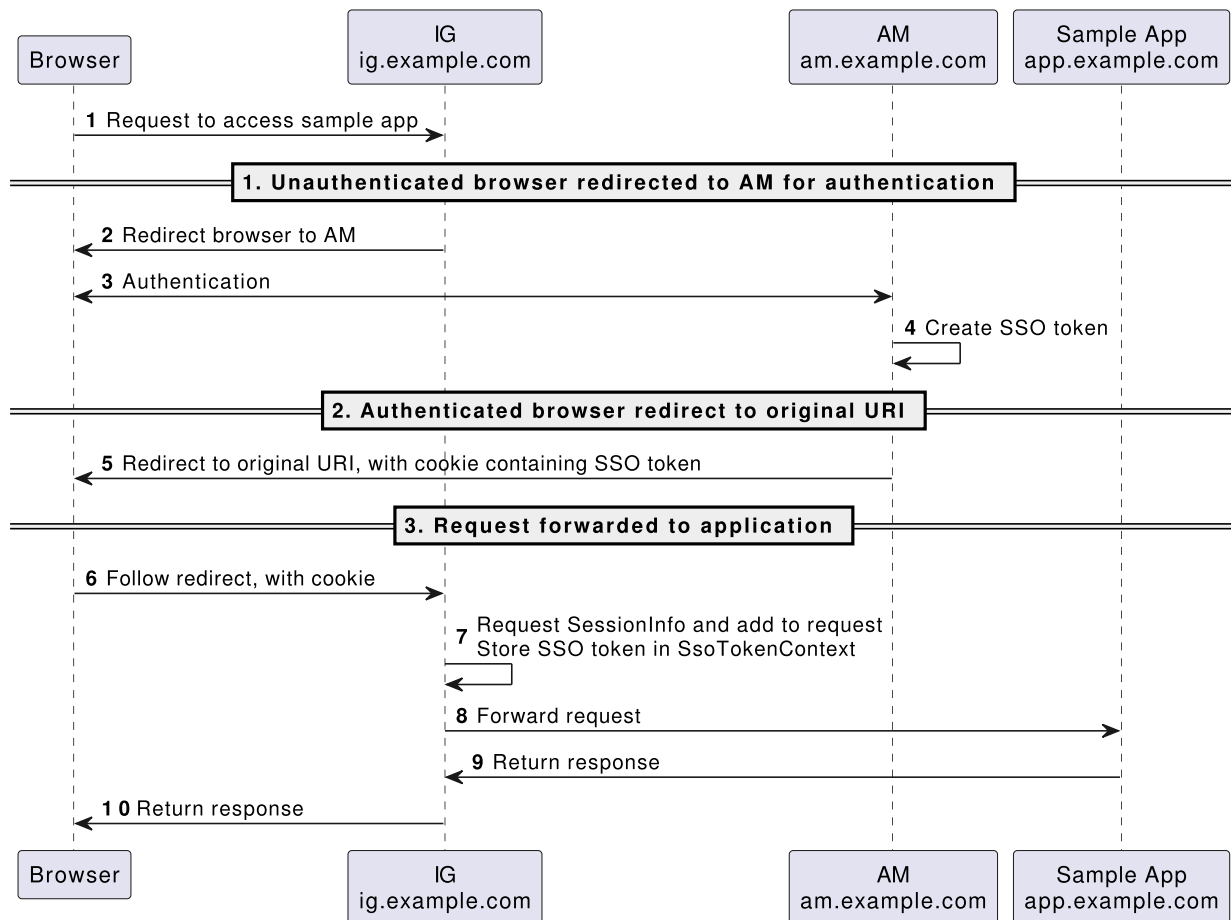 Browser
IG
ig.example.com
AM
am.example.com
Sample App
app.example.com
1 Request to access sample app
1. Unauthenticated browser redirected to AM for authentication
2 Redirect browser to AM
3 Authentication
4 Create SSO token
2. Authenticated browser redirect to original URI
5 Redirect to original URI, with cookie containing SSO token
3. Request forwarded to application
6 Follow redirect, with cookie
7 Request SessionInfo and add to request
Store SSO token in SsoTokenContext
8 Forward request
9 Return response
10 Return response
Browser
IG
ig.example.com
AM
am.example.com
Sample App
app.example.com